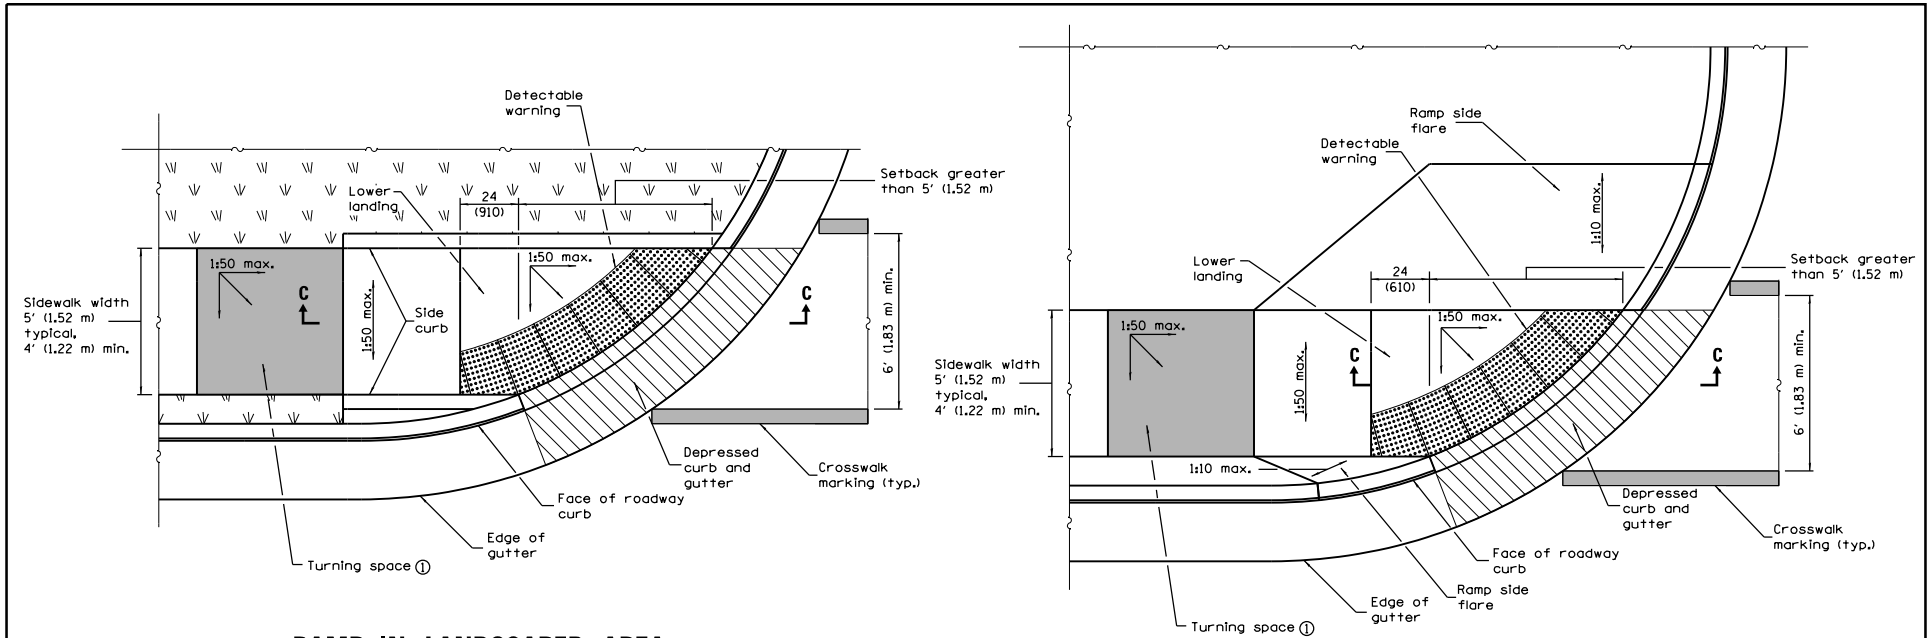 Detectable
warning
Setback greater
than 5' (1.52 m)
Lower
landing
24
(910)
1:50 max.
1:50 max.
1:50 max.
C
C
Side
curb
Sidewalk width
5' (1.52 m)
typical,
4' (1.22 m) min.
6' (1.83 m) min.
Depressed
curb and
gutter
Crosswalk
marking (typ.)
Face of roadway
curb
Edge of
gutter
Turning space ①
RAMP IN LANDSCAPED AREA
Ramp side
flare
Detectable
warning
1:10 max.
Setback greater
than 5' (1.52 m)
Lower
landing
24
(610)
1:50 max.
1:50 max.
1:50 max.
C
C
Sidewalk width
5' (1.52 m)
typical,
4' (1.22 m) min.
6' (1.83 m) min.
1:10 max.
Depressed
curb and
gutter
Crosswalk
marking (typ.)
Face of roadway
curb
Ramp side
flare
Edge of
gutter
Turning space ①